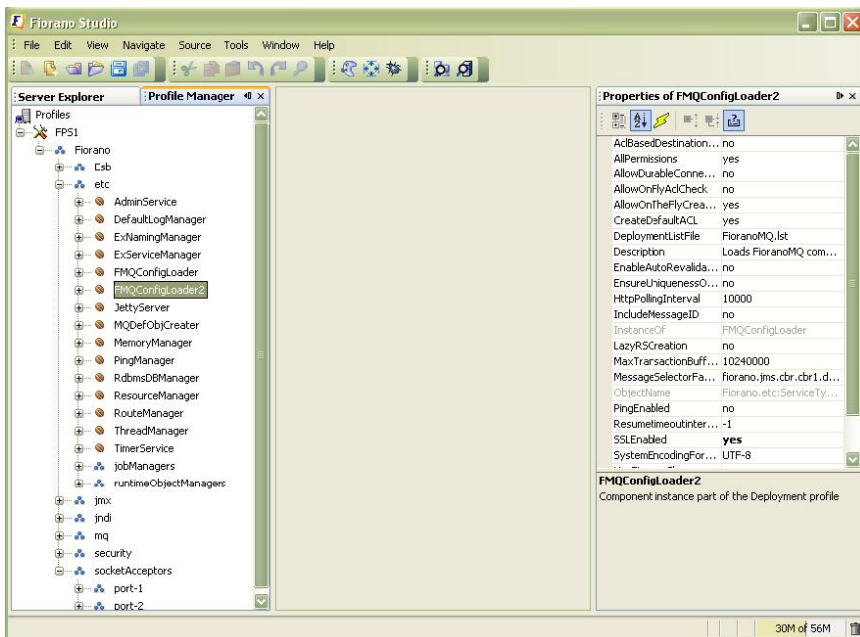 Fiorano Studio
File Edit View Navigate Source Tools Window Help
Server Explorer
Profile Manager
Profiles
FPS1
Fiorano
Esb
etc
AdminService
DefaultLogManager
ExNamingManager
ExServiceManager
FMQConfigLoader
FMQConfigLoader2
JettyServer
MQDefObjCreater
MemoryManager
PingManager
RdbmsDBManager
ResourceManager
RouteManager
ThreadManager
TimerService
jobManagers
runtimeObjectManagers
jmx
jndi
mq
security
socketAcceptors
port-1
port-2
Properties of FMQConfigLoader2
AclBasedDestination... no
AllPermissions yes
AllowDurableConne... no
AllowOnFlyAclCheck no
AllowOnTheFlyCrea... yes
CreateDefaultACL yes
DeploymentListFile FioranoMQ.lst
Description Loads FioranoMQ com...
EnableAutoRevalida... no
EnsureUniquenessO... no
HttpPollingInterval 10000
IncludeMessageID no
InstanceOf FMQConfigLoader
LazyRSCreation no
MaxTransactionBuff... 10240000
MessageSelectorFa... fiorano.jms.cbr.cbr1.d...
ObjectName Fiorano.etc:ServiceTy...
PingEnabled no
Resumetimeoutinter... -1
SSLEnabled yes
SystemEncodingFor... UTF-8
FMQConfigLoader2
Component instance part of the Deployment profile
30M of 56M